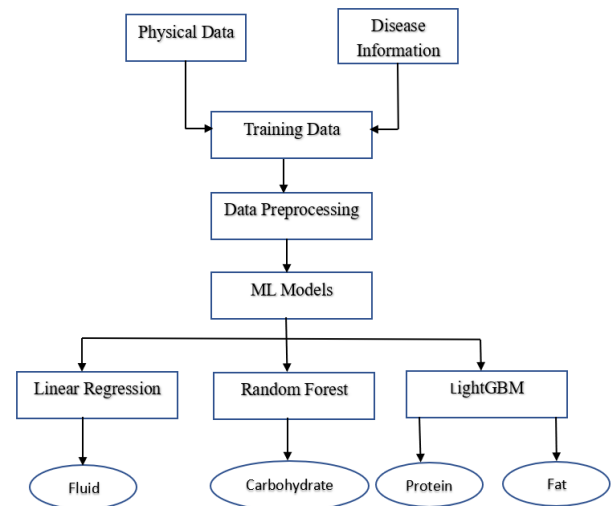 Physical Data
Disease
Information
Training Data
Data Preprocessing
ML Models
Linear Regression
Random Forest
LightGBM
Fluid
Carbohydrate
Protein
Fat